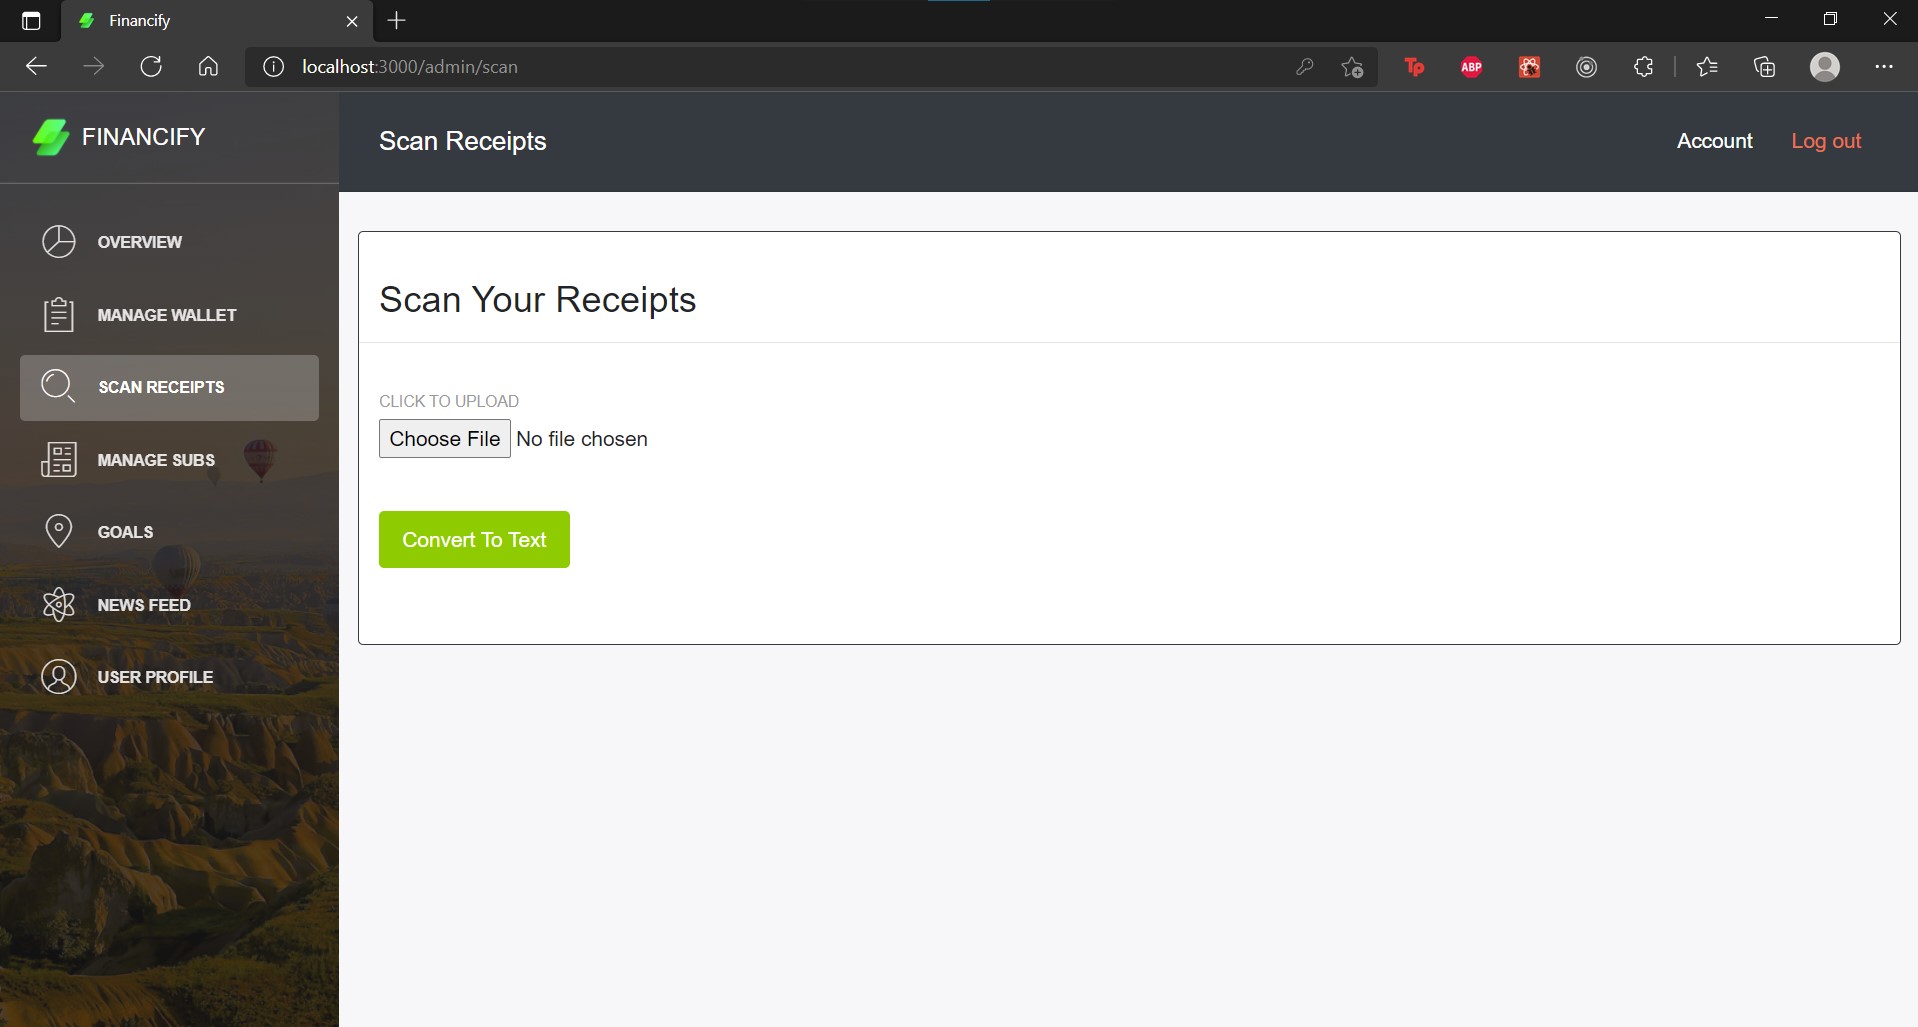 Financify
localhost:3000/admin/scan
Tp
ABP
FINANCIFY
Scan Receipts
Account
Log out
OVERVIEW
MANAGE WALLET
SCAN RECEIPTS
MANAGE SUBS
GOALS
NEWS FEED
USER PROFILE
Scan Your Receipts
CLICK TO UPLOAD
Choose File No file chosen
Convert To Text